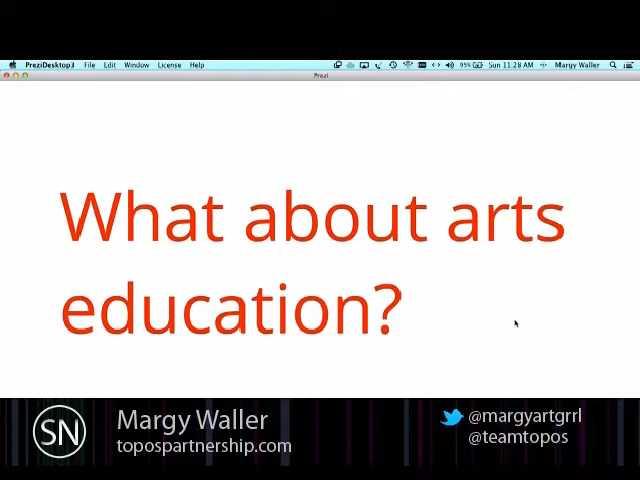 PreziDesktop3 File Edit Window License Help 95% Sun 11:28 AM Margy Waller
Prezi
What about arts
education?
SN
Margy Waller
topospartnership.com
@margyartgrrl
@teamtopos